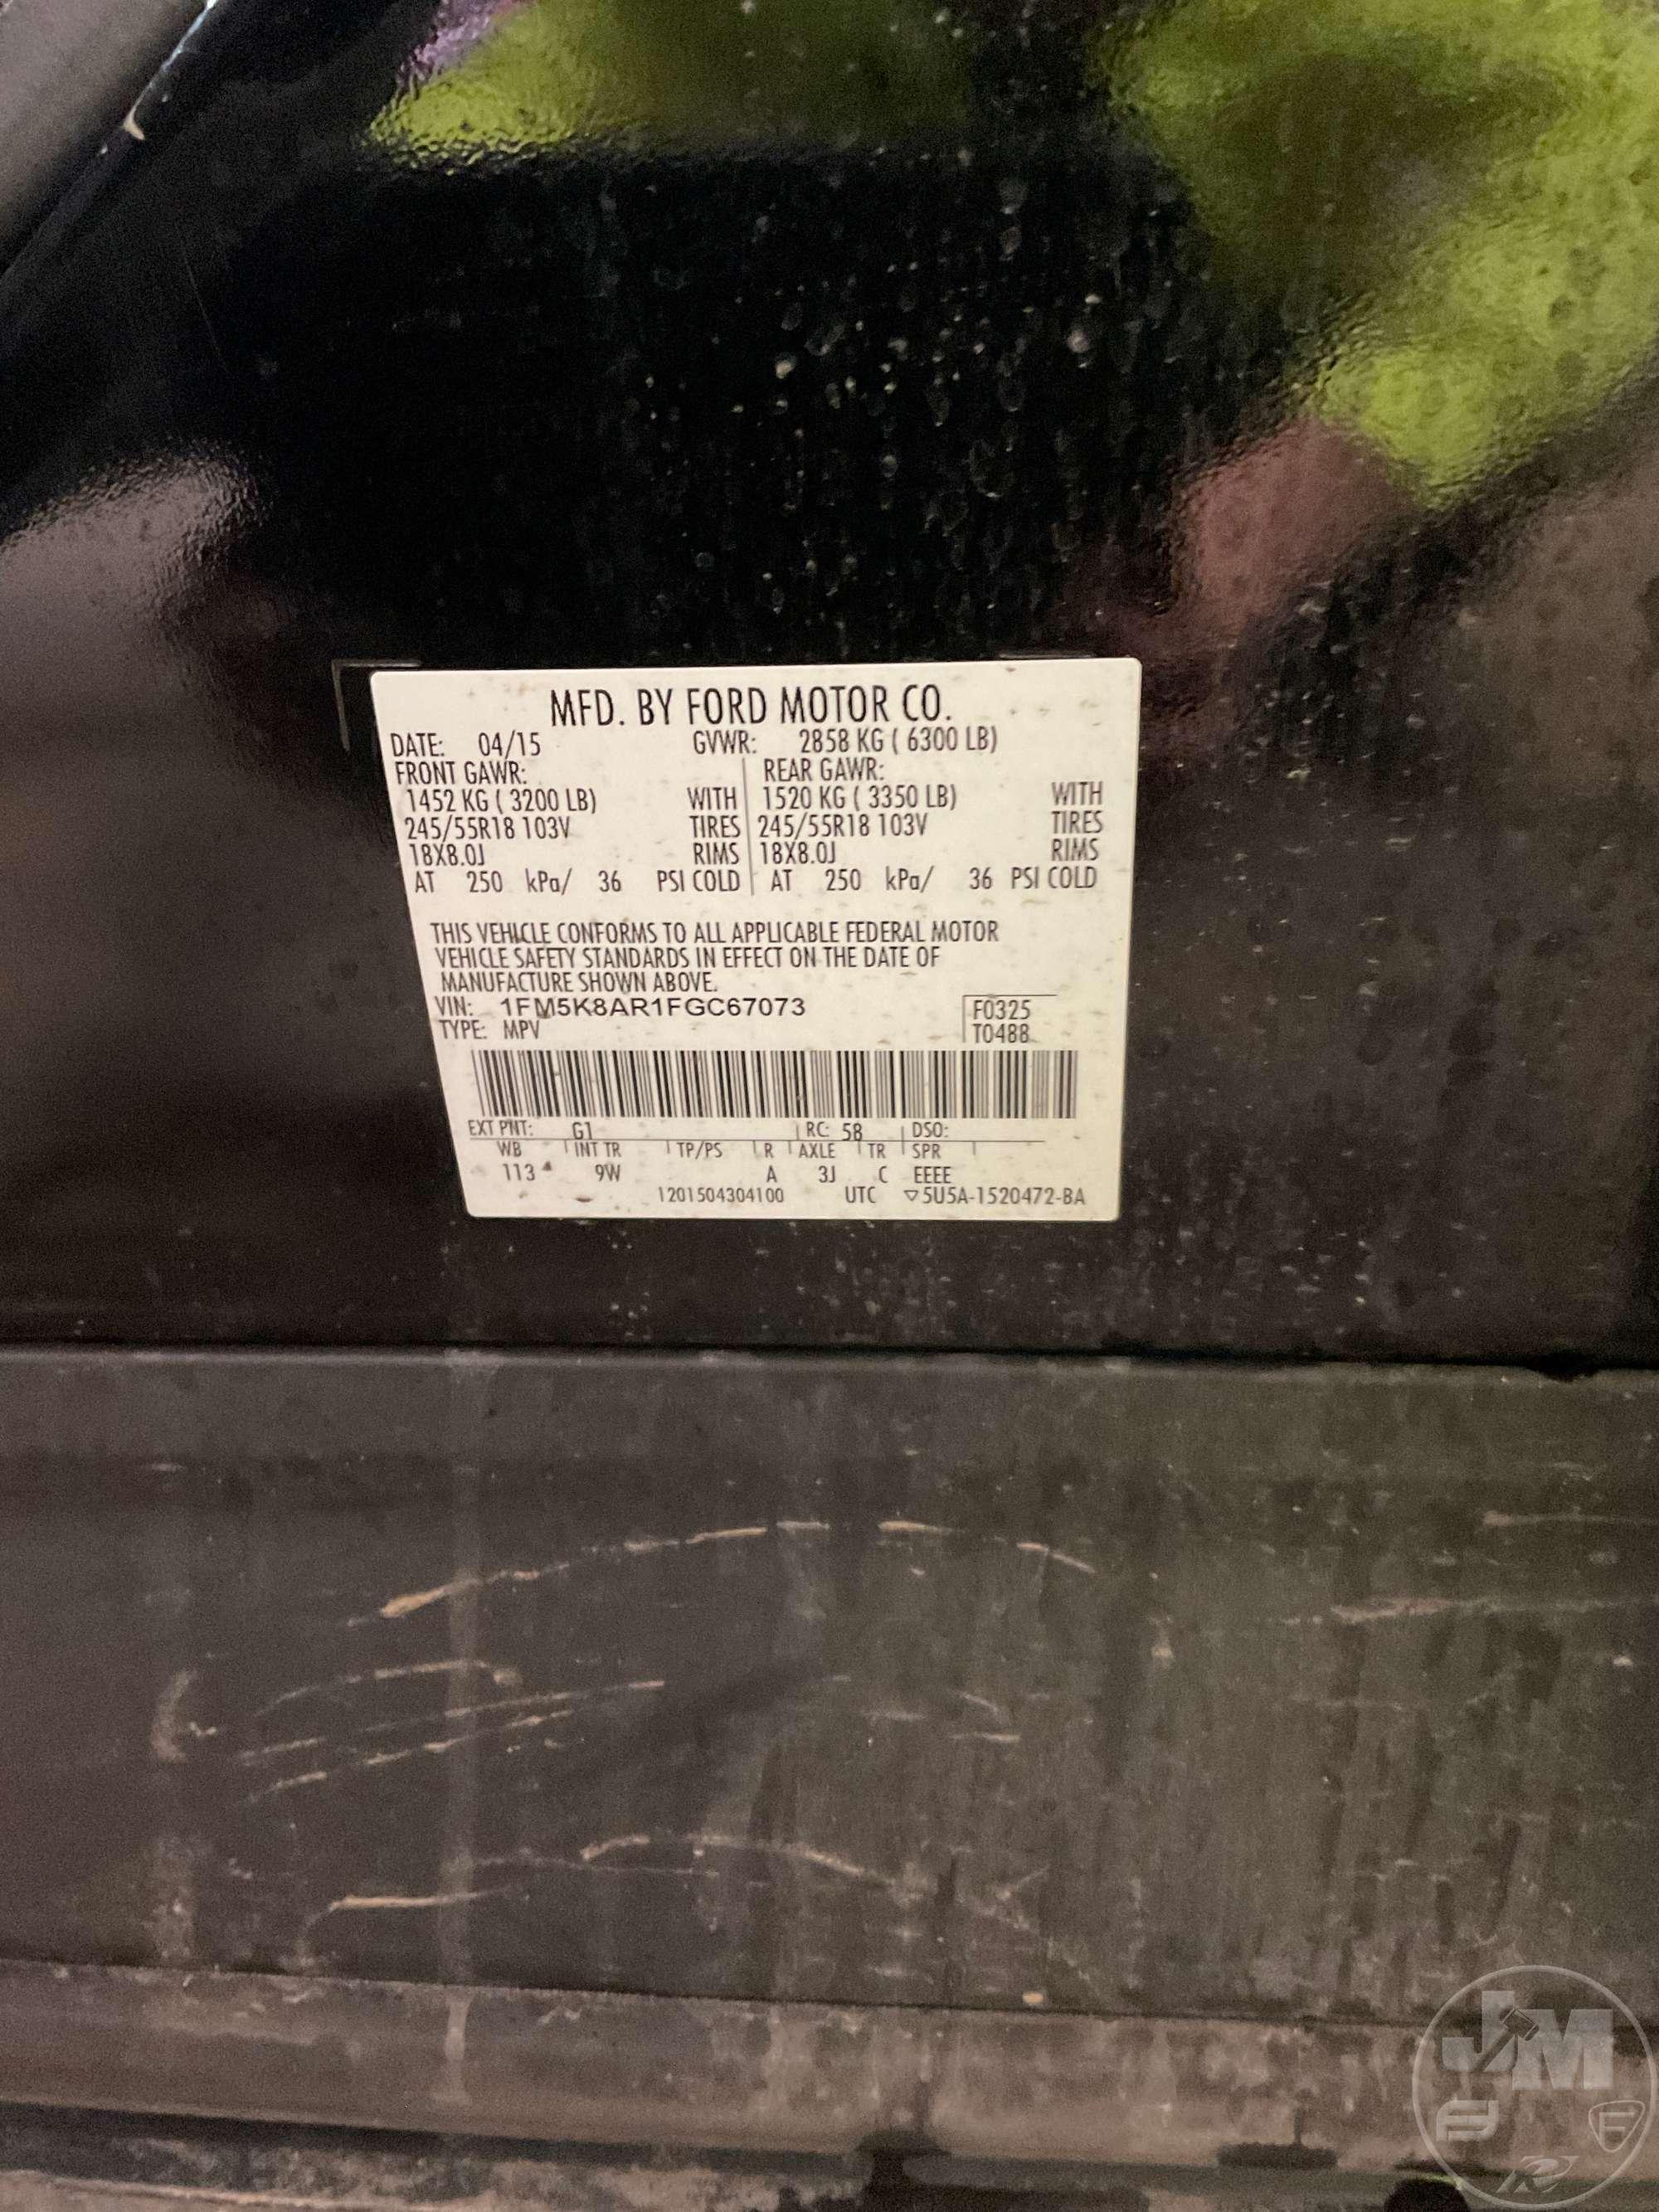 MFD. BY FORD MOTOR CO.
DATE: 04/15 GVWR: 2858 KG ( 6300 LB)
FRONT GAWR: REAR GAWR:
1452 KG ( 3200 LB) WITH 1520 KG ( 3350 LB) WITH
245/55R18 103V TIRES 245/55R18 103V TIRES
18X8.0J RIMS 18X8.0J RIMS
AT 250 kPa/ 36 PSI COLD AT 250 kPa/ 36 PSI COLD
THIS VEHICLE CONFORMS TO ALL APPLICABLE FEDERAL MOTOR
VEHICLE SAFETY STANDARDS IN EFFECT ON THE DATE OF
MANUFACTURE SHOWN ABOVE.
VIN: 1FM5K8AR1FGC67073 F0325
TYPE: MPV T0488
EXT PNT: G1 RC: 58 DSO:
WB INT TR TP/PS R AXLE TR SPR
113 9W A 3J C EEEE
1201504304100 UTC ▽5U5A-1520472-BA
JM